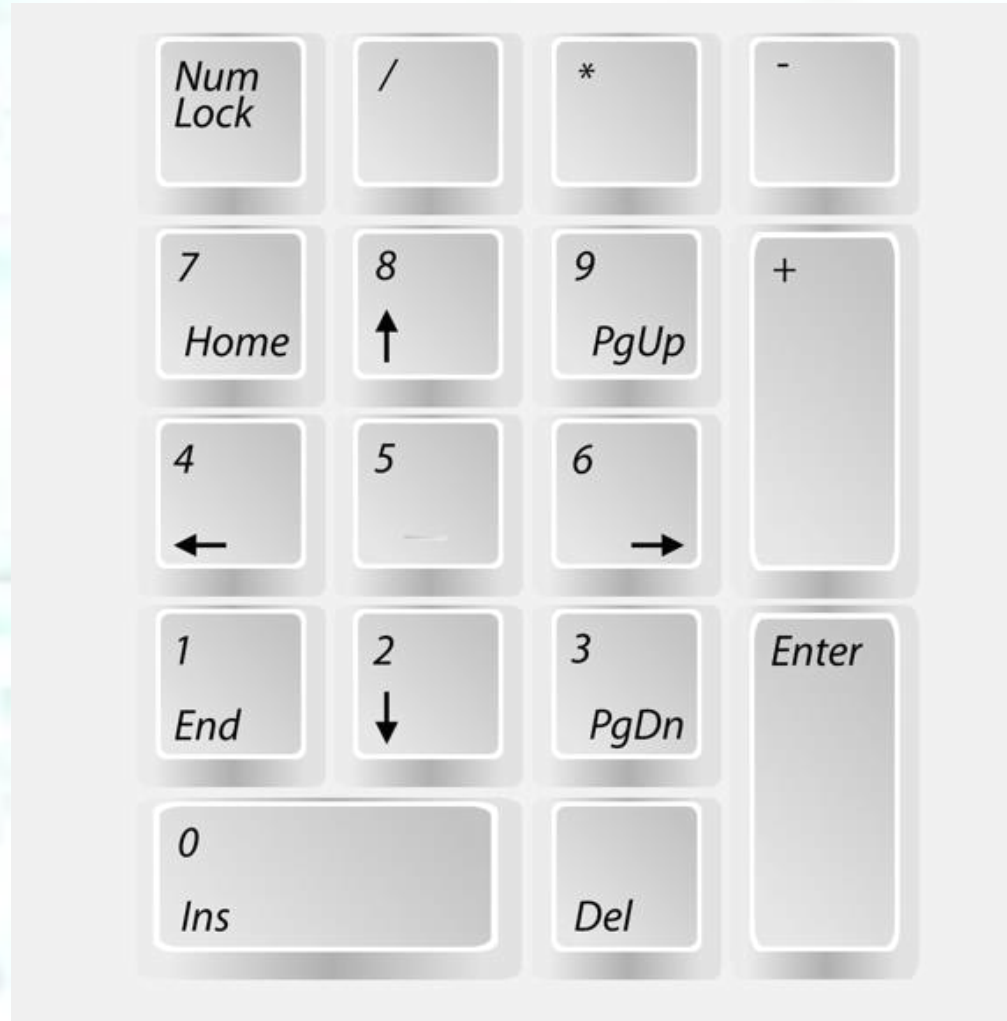 Num
Lock
/
*
-
7
Home
8
↑
9
PgUp
+
4
←
5
6
→
1
End
2
↓
3
PgDn
Enter
0
Ins
Del